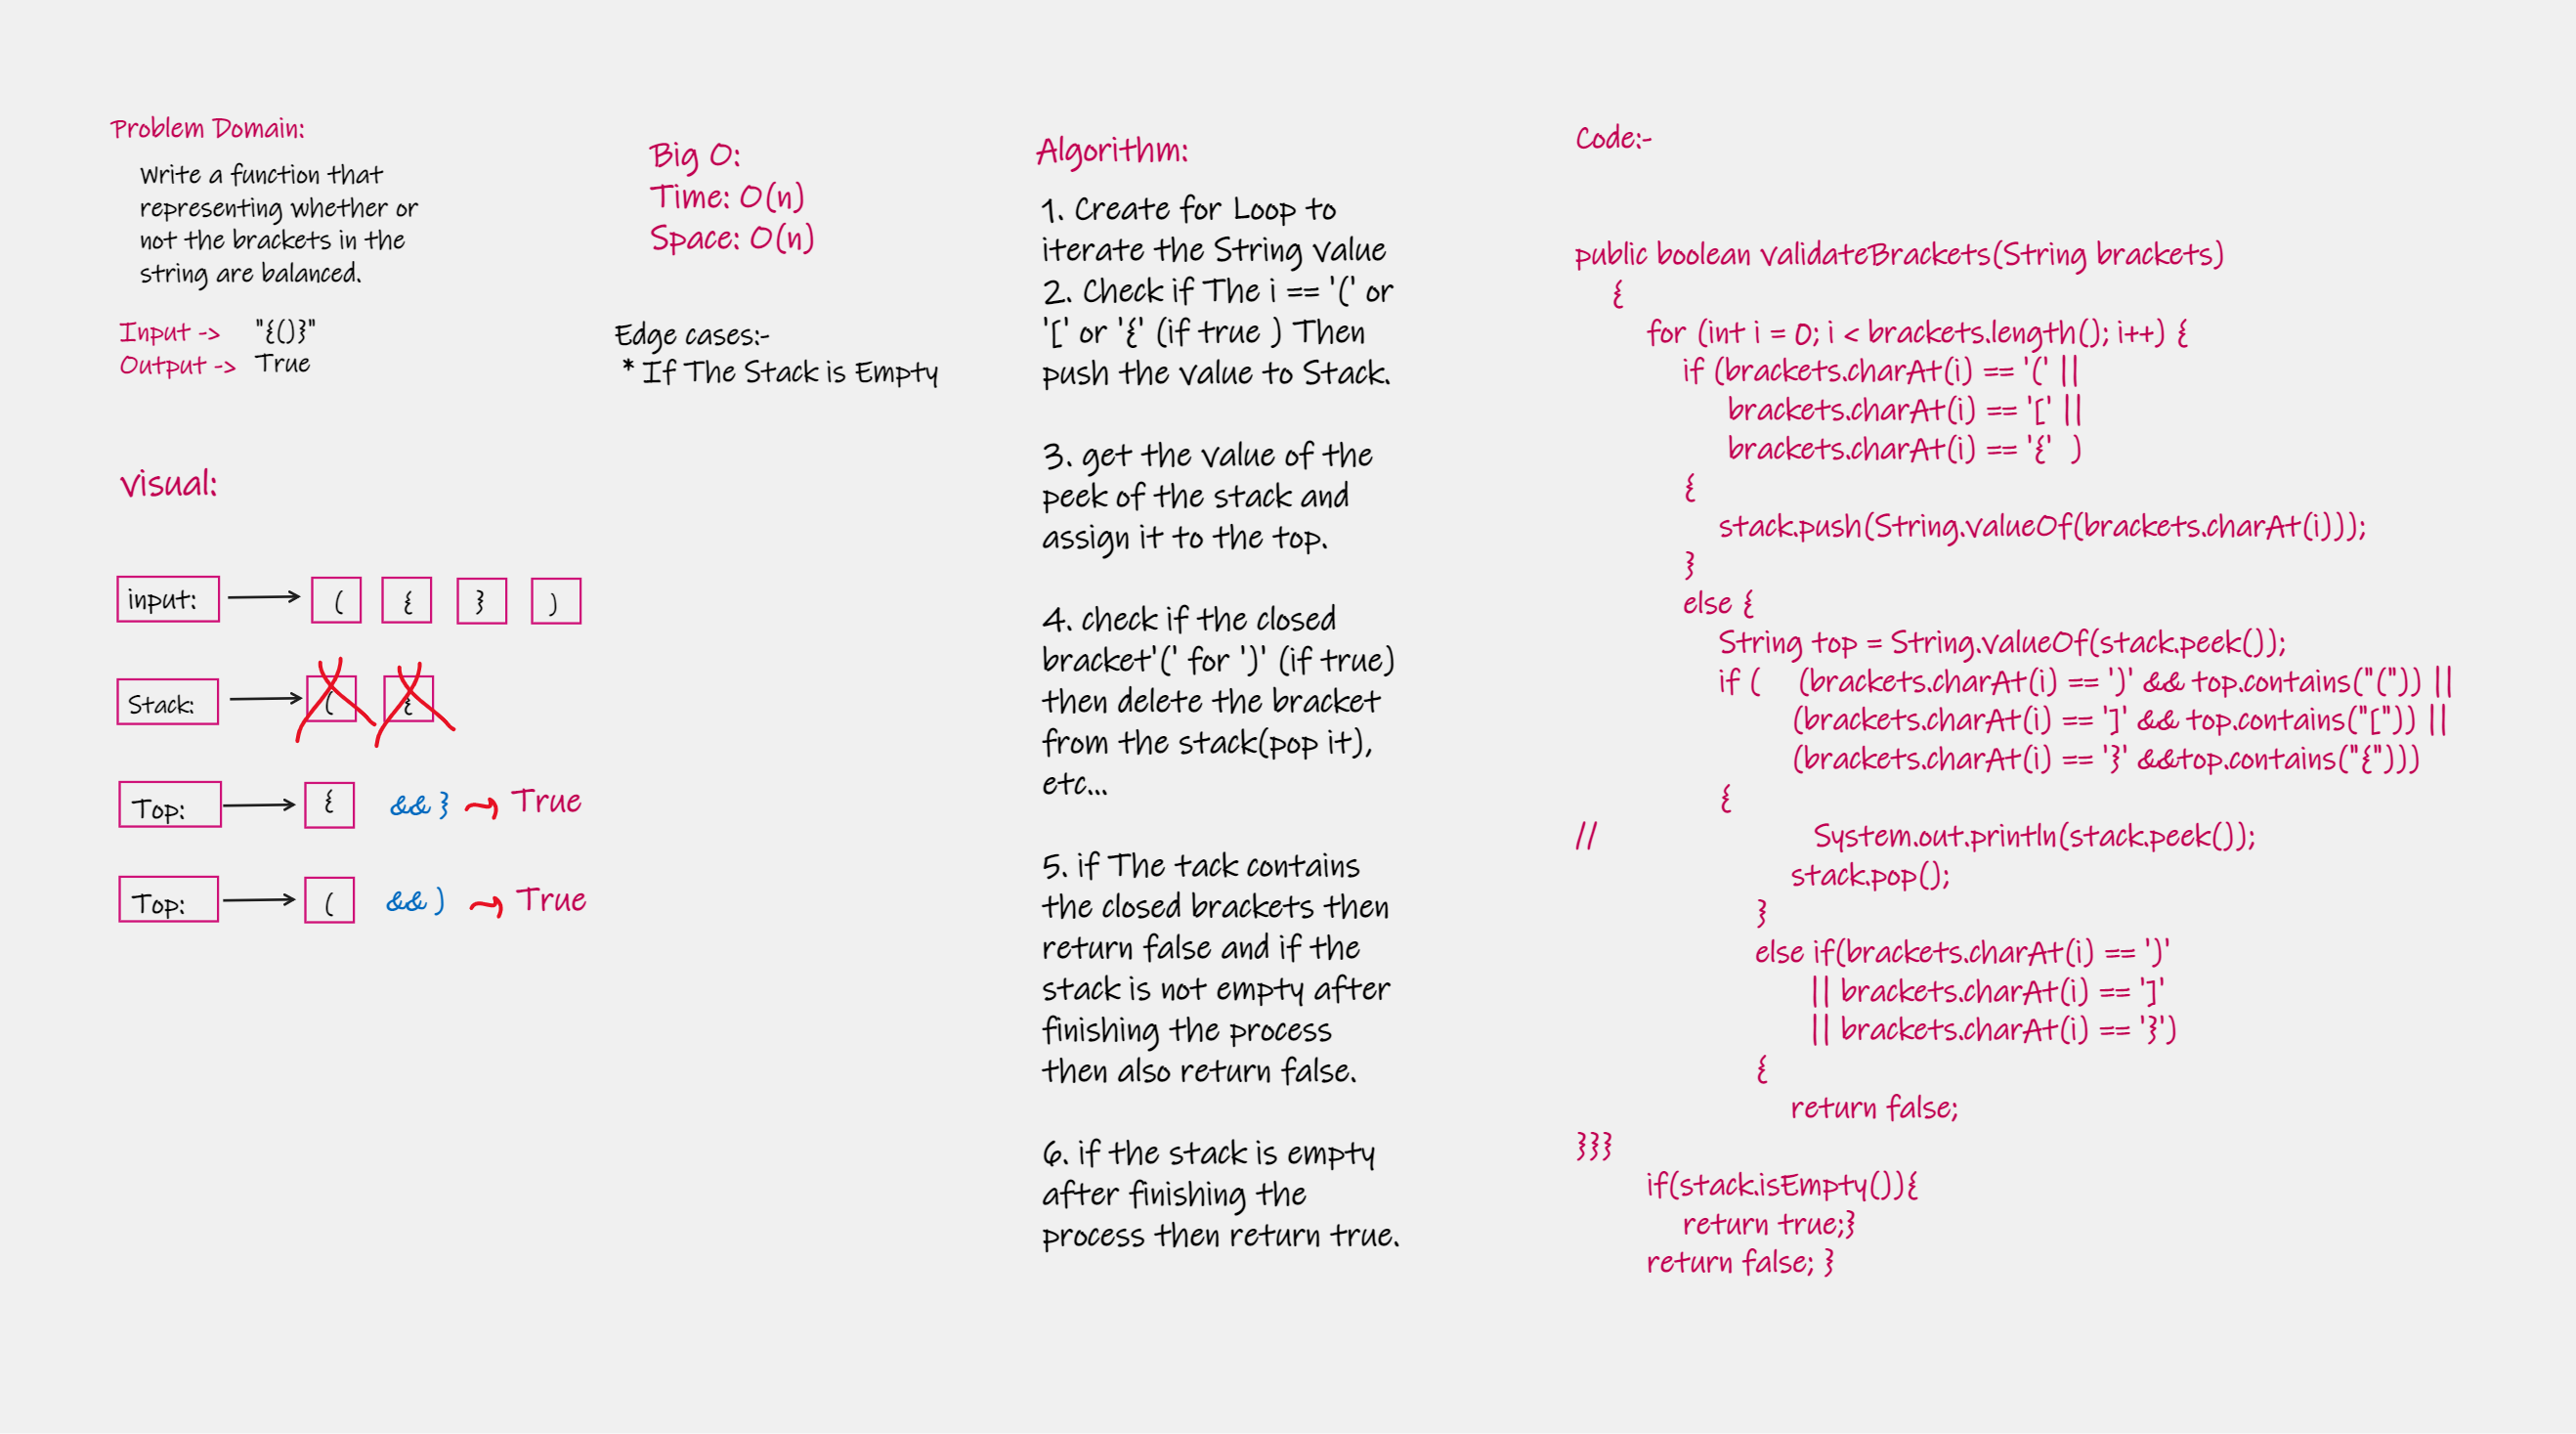 Problem Domain:
Write a function that
representing whether or
not the brackets in the
string are balanced.
Input -> "{()}"
Output -> True
Big O:
Time: O(n)
Space: O(n)
Edge cases:-
* If The Stack is Empty
visual:
input: ( { } )
Stack: ( {
Top: { && } True
Top: ( && ) True
Algorithm:
1. Create for Loop to
iterate the String value
2. Check if The i == '(' or
'[' or '{' (if true ) Then
push the value to Stack.
3. get the value of the
peek of the stack and
assign it to the top.
4. check if the closed
bracket'(' for ')' (if true)
then delete the bracket
from the stack(pop it),
etc...
5. if The tack contains
the closed brackets then
return false and if the
stack is not empty after
finishing the process
then also return false.
6. if the stack is empty
after finishing the
process then return true.
Code:-
public boolean validateBrackets(String brackets)
{
for (int i = 0; i < brackets.length(); i++) {
if (brackets.charAt(i) == '(' ||
brackets.charAt(i) == '[' ||
brackets.charAt(i) == '{' )
{
stack.push(String.valueOf(brackets.charAt(i)));
}
else {
String top = String.valueOf(stack.peek());
if ( (brackets.charAt(i) == ')' && top.contains("(")) ||
(brackets.charAt(i) == ']' && top.contains("[")) ||
(brackets.charAt(i) == '}' &&top.contains("{")))
{
// System.out.println(stack.peek());
stack.pop();
}
else if(brackets.charAt(i) == ')'
|| brackets.charAt(i) == ']'
|| brackets.charAt(i) == '}')
{
return false;
}}}
if(stack.isEmpty()){
return true;}
return false; }